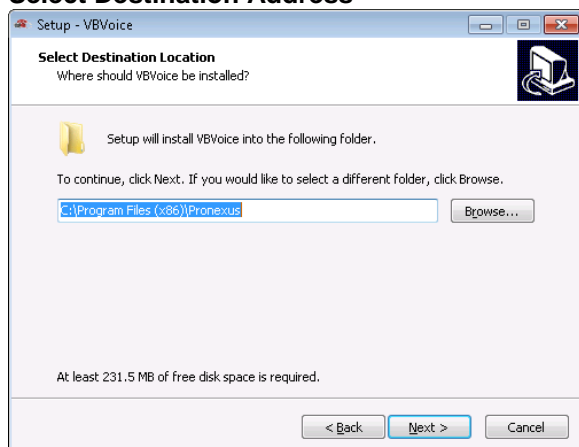 Select Destination Address
Setup - VBVoice
Select Destination Location
Where should VBVoice be installed?
Setup will install VBVoice into the following folder.
To continue, click Next. If you would like to select a different folder, click Browse.
C:\Program Files (x86)\Pronexus
Browse...
At least 231.5 MB of free disk space is required.
< Back Next > Cancel